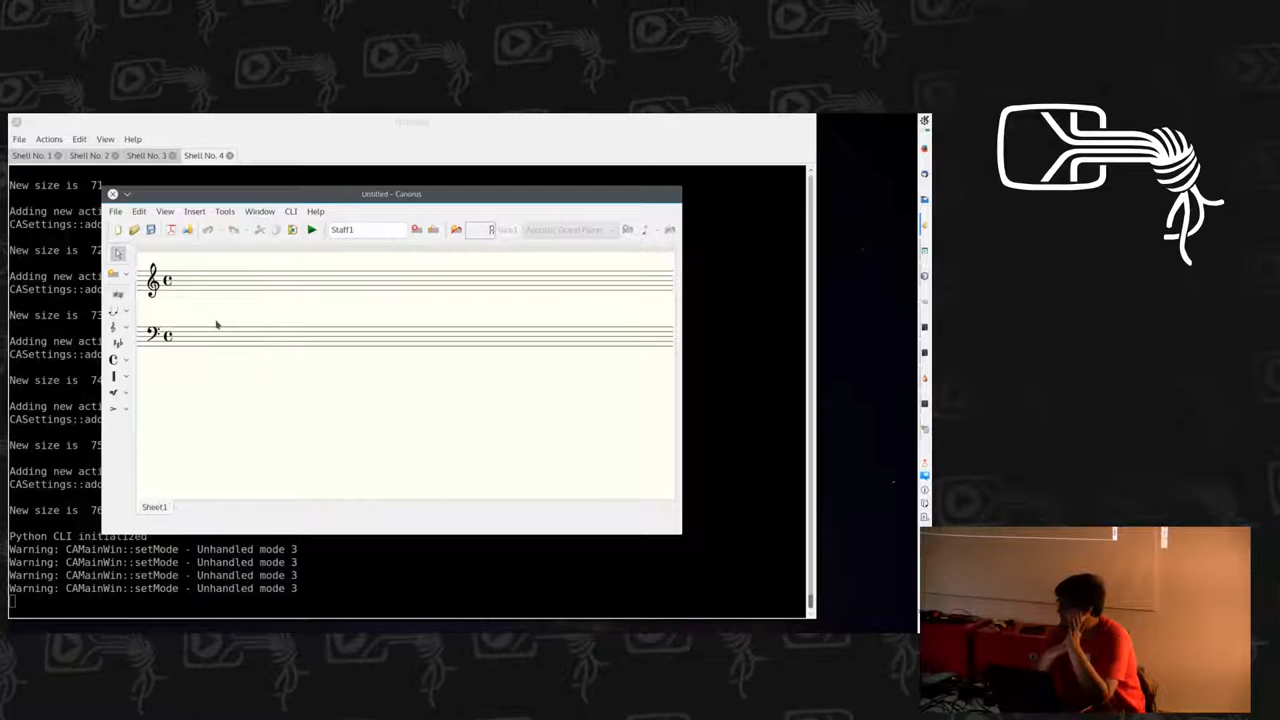 File Actions Edit View Help
Shell No. 1 Shell No. 2 Shell No. 3 Shell No. 4
New size is 71
Untitled – Canorus
Adding new acti
CASettings::add
File Edit View Insert Tools Window CLI Help
Staff1
Acoustic Grand Piano
New size is 72
Adding new acti
CASettings::add
New size is 73
Adding new acti
CASettings::add
New size is 74
Adding new acti
CASettings::add
New size is 75
Adding new acti
CASettings::add
New size is 76
Sheet1
Python CLI initialized
Warning: CAMainWin::setMode - Unhandled mode 3
Warning: CAMainWin::setMode - Unhandled mode 3
Warning: CAMainWin::setMode - Unhandled mode 3
Warning: CAMainWin::setMode - Unhandled mode 3